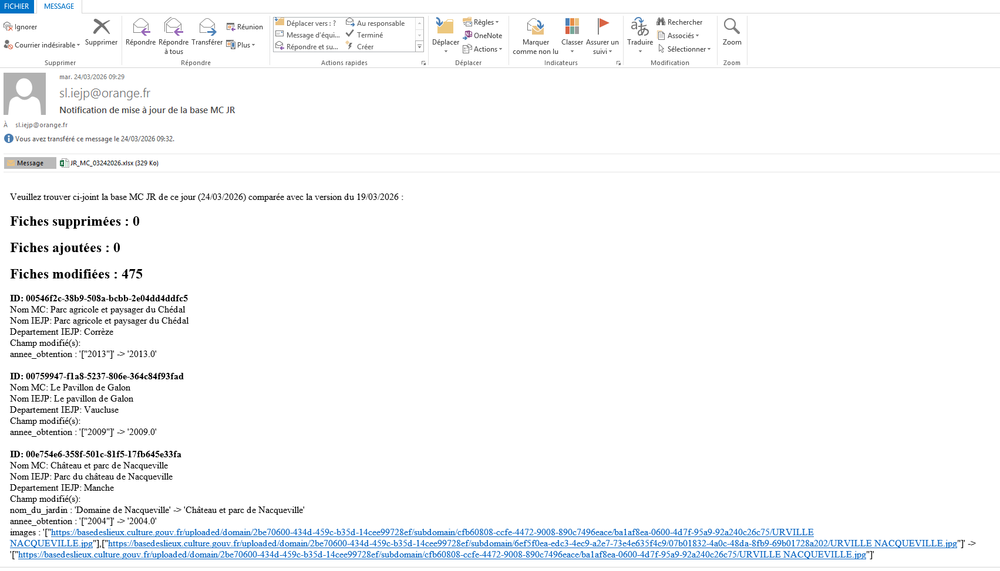 FICHIER
MESSAGE
Ignorer
Courrier indésirable
Supprimer
Supprimer
Répondre
Répondre à tous
Transférer
Réunion
Plus
Répondre
Déplacer vers : ?
Message d'équi...
Répondre et su...
Au responsable
Terminé
Créer
Actions rapides
Déplacer
Règles
OneNote
Actions
Déplacer
Marquer comme non lu
Classer
Assurer un suivi
Indicateurs
Traduire
Rechercher
Associés
Sélectionner
Modification
Zoom
Zoom
mar. 24/03/2026 09:29
sl.iejp@orange.fr
Notification de mise à jour de la base MC JR
À sl.iejp@orange.fr
Vous avez transféré ce message le 24/03/2026 09:32.
Message
JR_MC_03242026.xlsx (329 Ko)
Veuillez trouver ci-joint la base MC JR de ce jour (24/03/2026) comparée avec la version du 19/03/2026 :
Fiches supprimées : 0
Fiches ajoutées : 0
Fiches modifiées : 475
ID: 00546f2c-38b9-508a-bcbb-2e04dd4ddfc5
Nom MC: Parc agricole et paysager du Chédal
Nom IEJP: Parc agricole et paysager du Chédal
Departement IEJP: Corrèze
Champ modifié(s):
annee_obtention : '["2013"]' -> '2013.0'
ID: 00759947-f1a8-5237-806e-364c84f93fad
Nom MC: Le Pavillon de Galon
Nom IEJP: Le pavillon de Galon
Departement IEJP: Vaucluse
Champ modifié(s):
annee_obtention : '["2009"]' -> '2009.0'
ID: 00e754e6-358f-501c-81f5-17fb645e33fa
Nom MC: Château et parc de Nacqueville
Nom IEJP: Parc du château de Nacqueville
Departement IEJP: Manche
Champ modifié(s):
nom_du_jardin : 'Domaine de Nacqueville' -> 'Château et parc de Nacqueville'
annee_obtention : '["2004"]' -> '2004.0'
images : '["https://basedeslieux.culture.gouv.fr/uploaded/domain/2be70600-434d-459c-b35d-14cee99728ef/subdomain/cfb60808-ccfe-4472-9008-890c7496eace/ba1af8ea-0600-4d7f-95a9-92a240c26c75/URVILLE
NACQUEVILLE.jpg"],["https://basedeslieux.culture.gouv.fr/uploaded/domain/2be70600-434d-459c-b35d-14cee99728ef/subdomain/6ef5f0ea-edc3-4ec9-a2e7-73e4e635f4c9/07b01832-4a0c-48da-8fb9-69b01728a202/URVILLE NACQUEVILLE.jpg"]' ->
'["https://basedeslieux.culture.gouv.fr/uploaded/domain/2be70600-434d-459c-b35d-14cee99728ef/subdomain/cfb60808-ccfe-4472-9008-890c7496eace/ba1af8ea-0600-4d7f-95a9-92a240c26c75/URVILLE NACQUEVILLE.jpg"]'